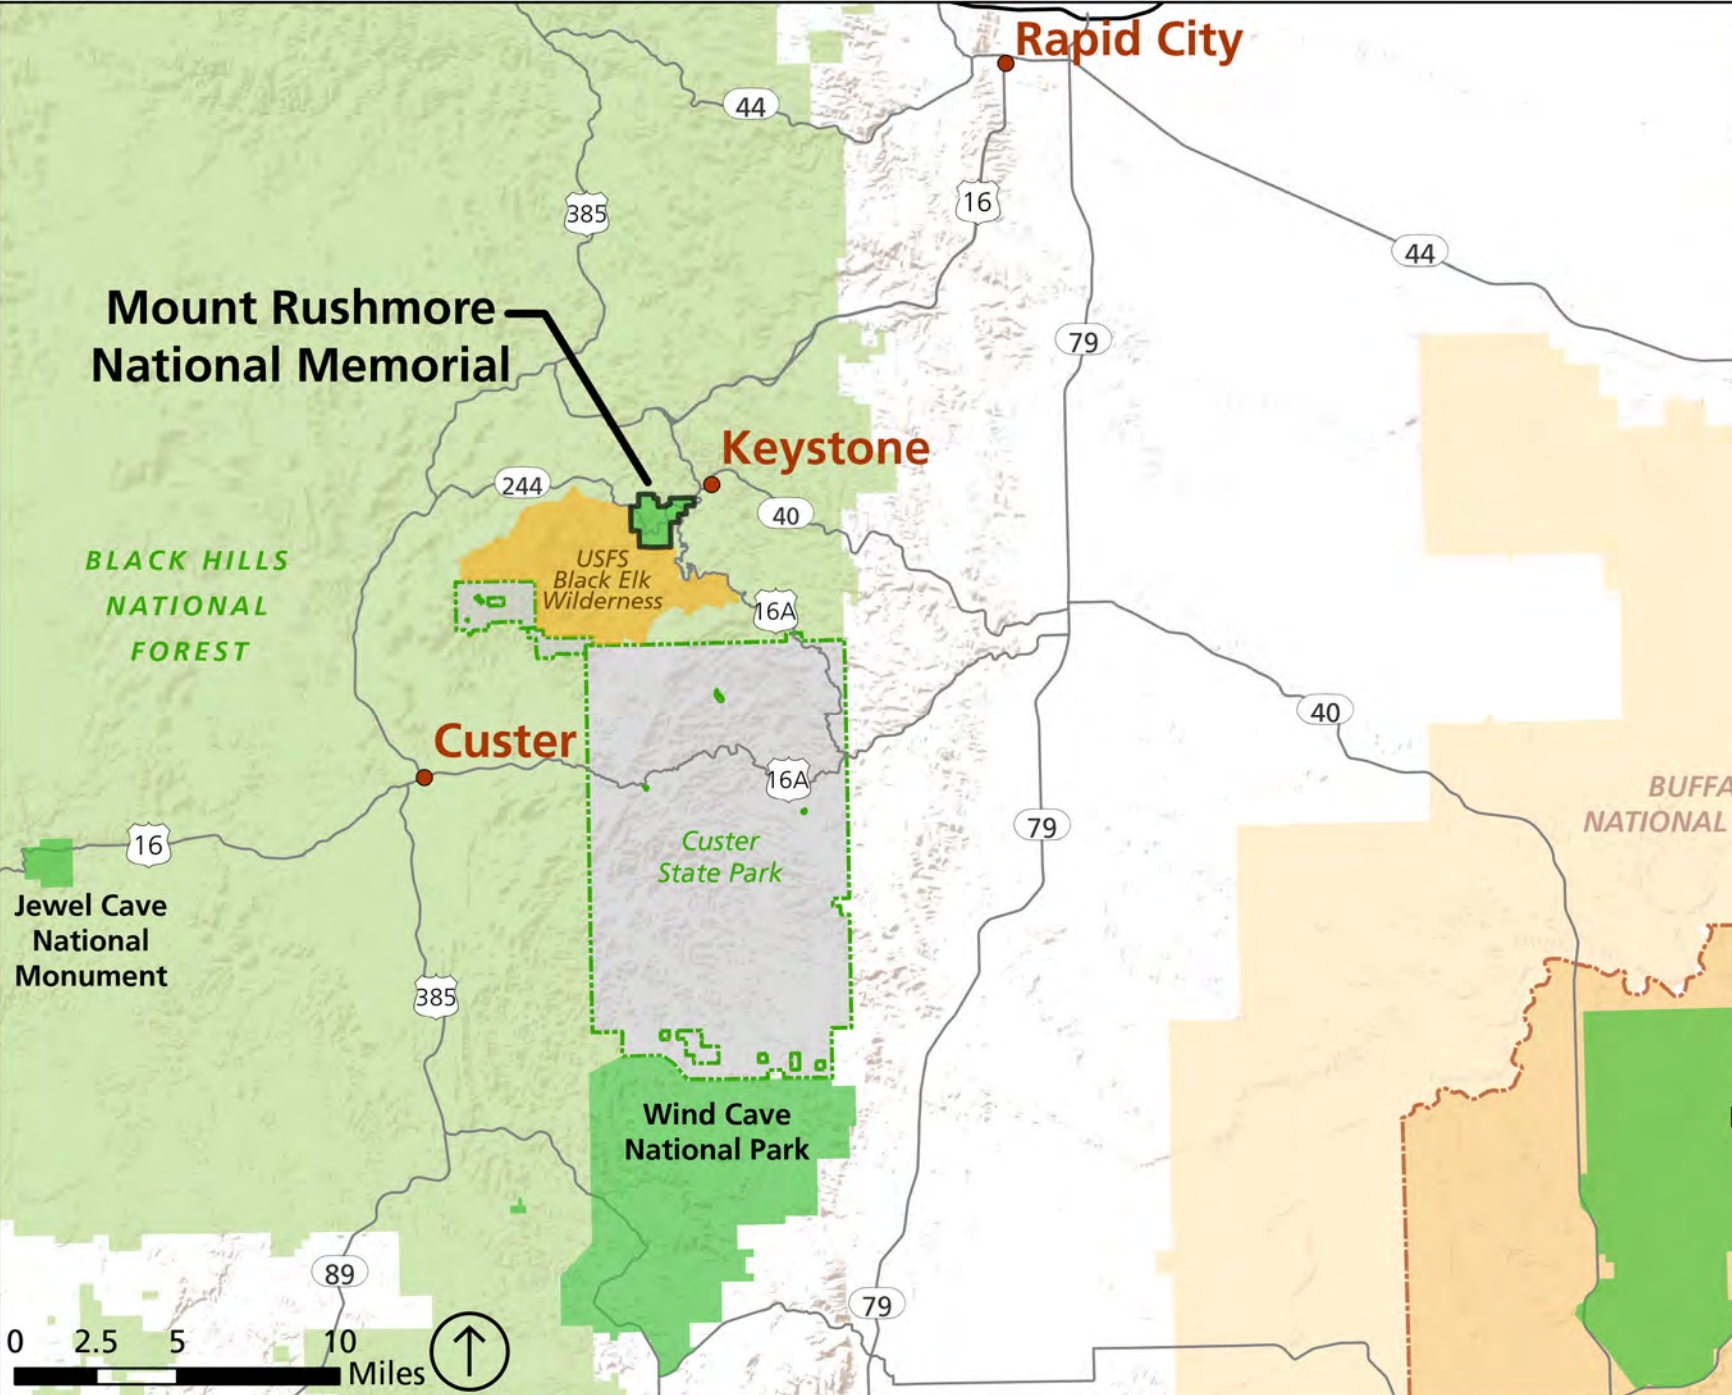 Rapid City
44
385
16
44
Mount Rushmore
National Memorial
79
Keystone
244
40
BLACK HILLS
NATIONAL
FOREST
USFS
Black Elk
Wilderness
16A
40
Custer
16A
BUFFA
NATIONAL
79
16
Custer
State Park
Jewel Cave
National
Monument
385
Wind Cave
National Park
89
79
0 2.5 5 10
Miles